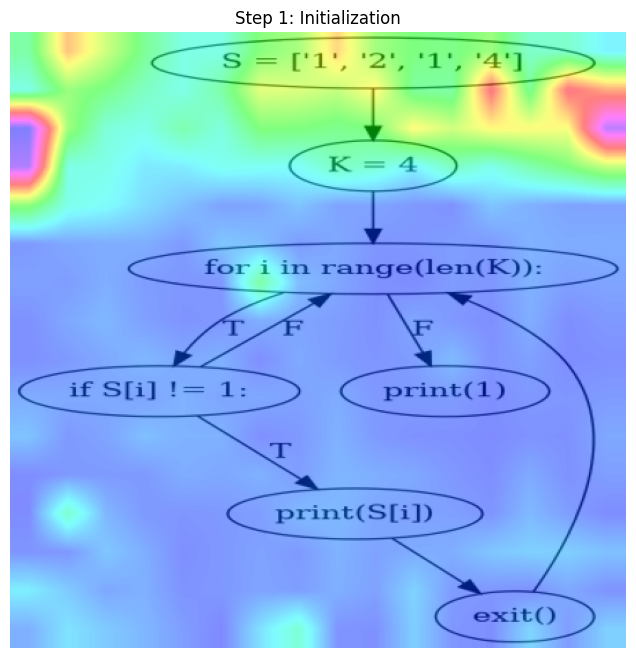 Step 1: Initialization
S = ['1', '2', '1', '4']
K = 4
for i in range(len(K)):
T
F
F
if S[i] != 1:
print(1)
T
print(S[i])
exit()